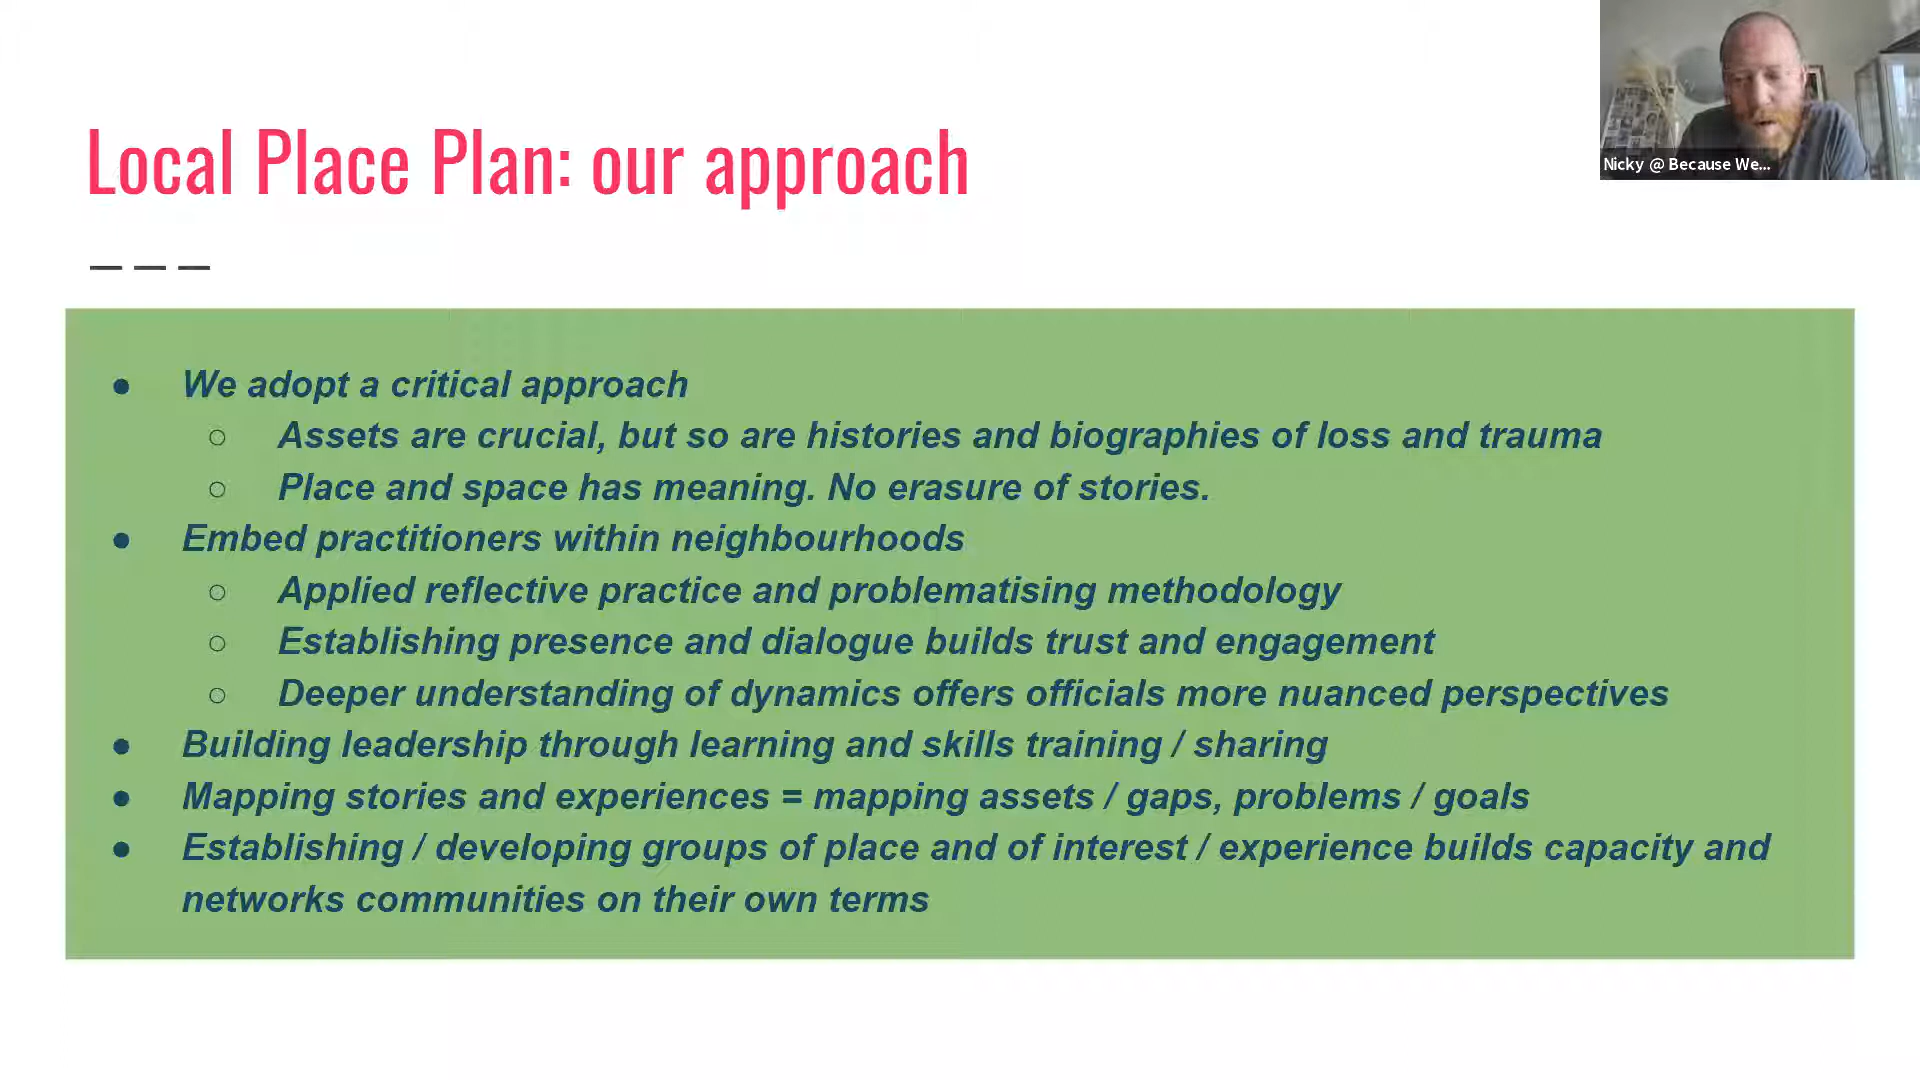 Local Place Plan: our approach
Nicky @ Because We...
● We adopt a critical approach
○ Assets are crucial, but so are histories and biographies of loss and trauma
○ Place and space has meaning. No erasure of stories.
● Embed practitioners within neighbourhoods
○ Applied reflective practice and problematising methodology
○ Establishing presence and dialogue builds trust and engagement
○ Deeper understanding of dynamics offers officials more nuanced perspectives
● Building leadership through learning and skills training / sharing
● Mapping stories and experiences = mapping assets / gaps, problems / goals
● Establishing / developing groups of place and of interest / experience builds capacity and
networks communities on their own terms